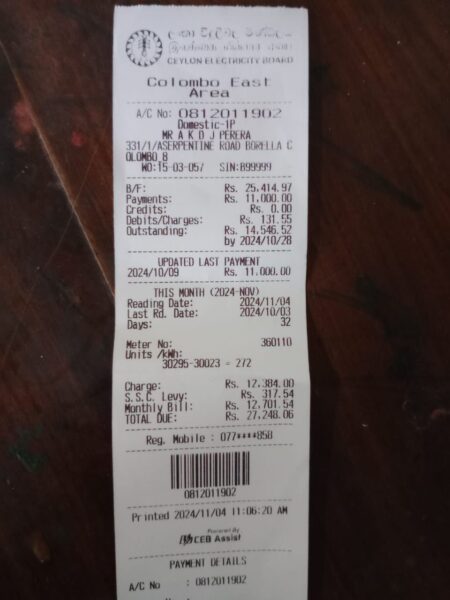 CEYLON ELECTRICITY BOARD
Colombo East
Area
A/C No: 0812011902
Domestic-1P
MR A K D J PERERA
331/1/ASERPENTINE ROAD BORELLA C
OLOMBO 8
WO:15-03-05/ SIN:899999
B/F: Rs. 25,414.97
Payments: Rs. 11,000.00
Credits: Rs. 0.00
Debits/Charges: Rs. 131.55
Outstanding: Rs. 14,546.52
by 2024/10/28
UPDATED LAST PAYMENT
2024/10/09 Rs. 11,000.00
THIS MONTH (2024-NOV)
Reading Date: 2024/11/04
Last Rd. Date: 2024/10/03
Days: 32
Meter No: 360110
Units /kWh:
30295-30023 = 272
Charge: Rs. 12,384.00
S.S.C. Levy: Rs. 317.54
Monthly Bill: Rs. 12,701.54
TOTAL DUE: Rs. 27,248.06
Reg. Mobile : 077****858
0812011902
Printed 2024/11/04 11:06:20 AM
Powered By
CEB Assist
PAYMENT DETAILS
A/C No : 0812011902